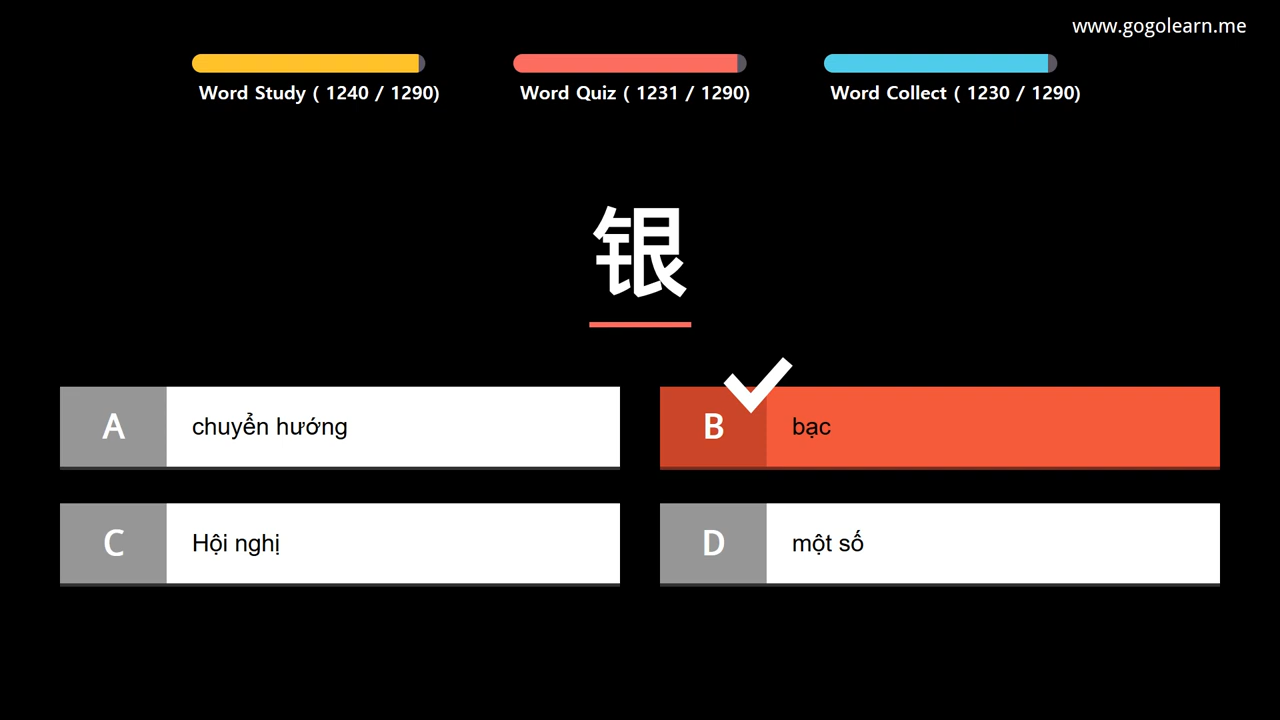 www.gogolearn.me
Word Study ( 1240 / 1290)
Word Quiz ( 1231 / 1290)
Word Collect ( 1230 / 1290)
银
A
chuyển hướng
B
bạc
C
Hội nghị
D
một số